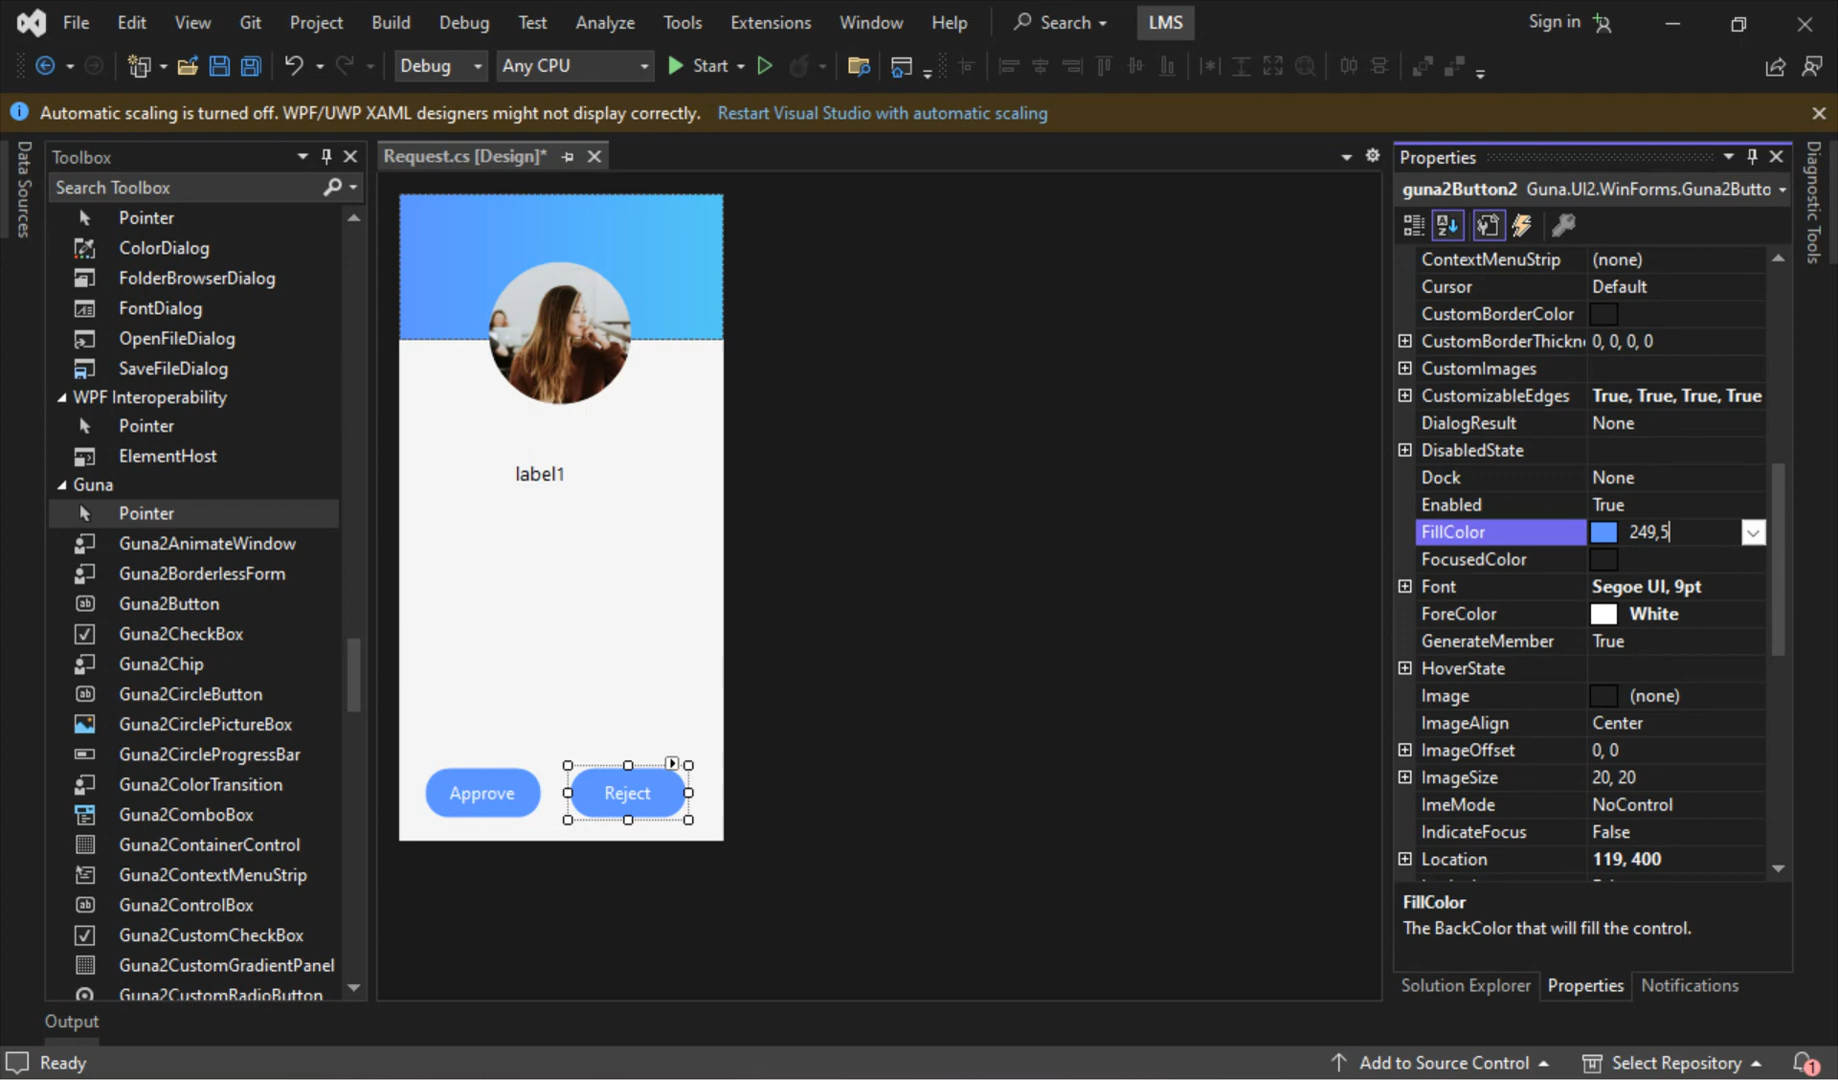 File Edit View Git Project Build Debug Test Analyze Tools Extensions Window Help Search LMS Sign in
Debug Any CPU Start
Automatic scaling is turned off. WPF/UWP XAML designers might not display correctly. Restart Visual Studio with automatic scaling
Data Sources
Toolbox
Search Toolbox
Pointer
ColorDialog
FolderBrowserDialog
FontDialog
OpenFileDialog
SaveFileDialog
WPF Interoperability
Pointer
ElementHost
Guna
Pointer
Guna2AnimateWindow
Guna2BorderlessForm
Guna2Button
Guna2CheckBox
Guna2Chip
Guna2CircleButton
Guna2CirclePictureBox
Guna2CircleProgressBar
Guna2ColorTransition
Guna2ComboBox
Guna2ContainerControl
Guna2ContextMenuStrip
Guna2ControlBox
Guna2CustomCheckBox
Guna2CustomGradientPanel
Guna2CustomRadioButton
Request.cs [Design]*
label1
Approve
Reject
Properties
guna2Button2 Guna.UI2.WinForms.Guna2Butto
ContextMenuStrip (none)
Cursor Default
CustomBorderColor
CustomBorderThickne 0, 0, 0, 0
CustomImages
CustomizableEdges True, True, True, True
DialogResult None
DisabledState
Dock None
Enabled True
FillColor 249,5
FocusedColor
Font Segoe UI, 9pt
ForeColor White
GenerateMember True
HoverState
Image (none)
ImageAlign Center
ImageOffset 0, 0
ImageSize 20, 20
ImeMode NoControl
IndicateFocus False
Location 119, 400
FillColor
The BackColor that will fill the control.
Solution Explorer Properties Notifications
Diagnostic Tools
Output
Ready
Add to Source Control Select Repository 1